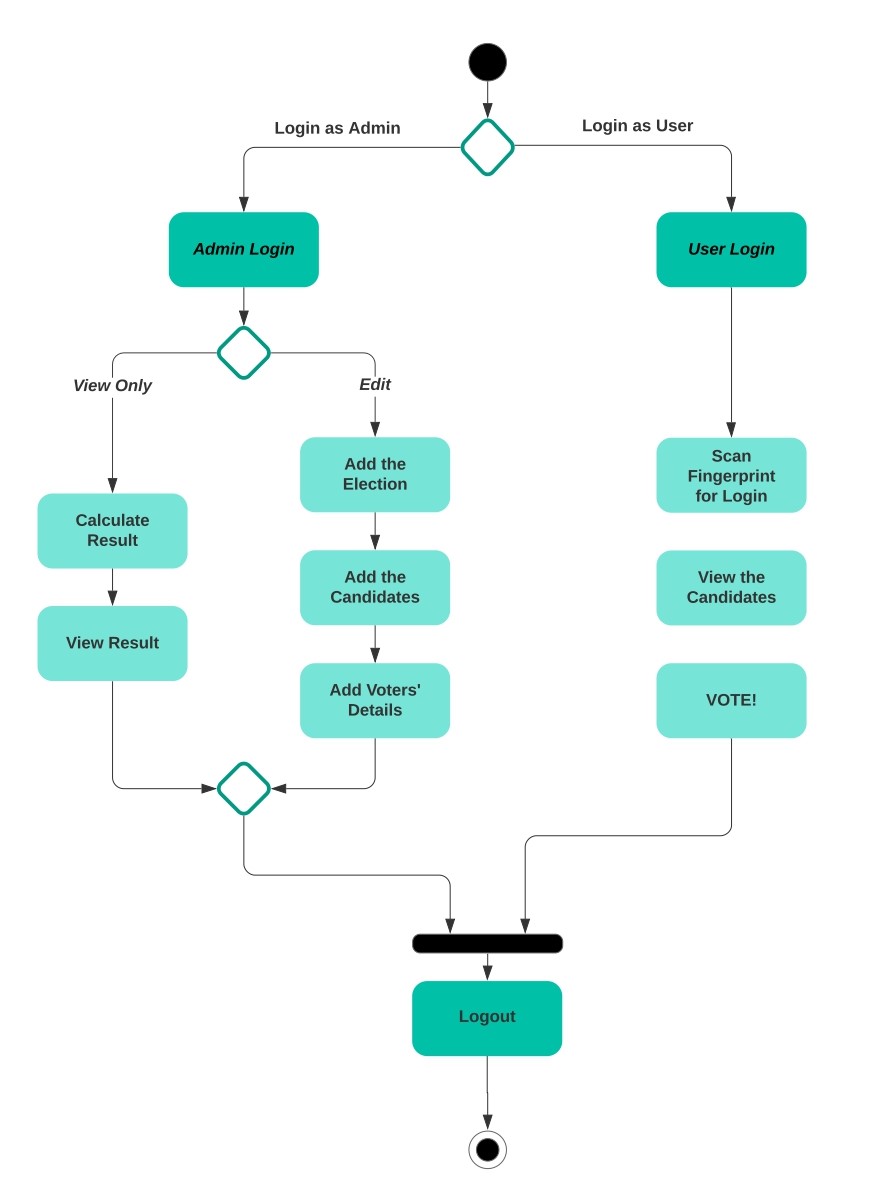 Login as Admin
Login as User
Admin Login
User Login
View Only
Edit
Add the
Election
Scan
Fingerprint
for Login
Calculate
Result
Add the
Candidates
View the
Candidates
View Result
Add Voters'
Details
VOTE!
Logout